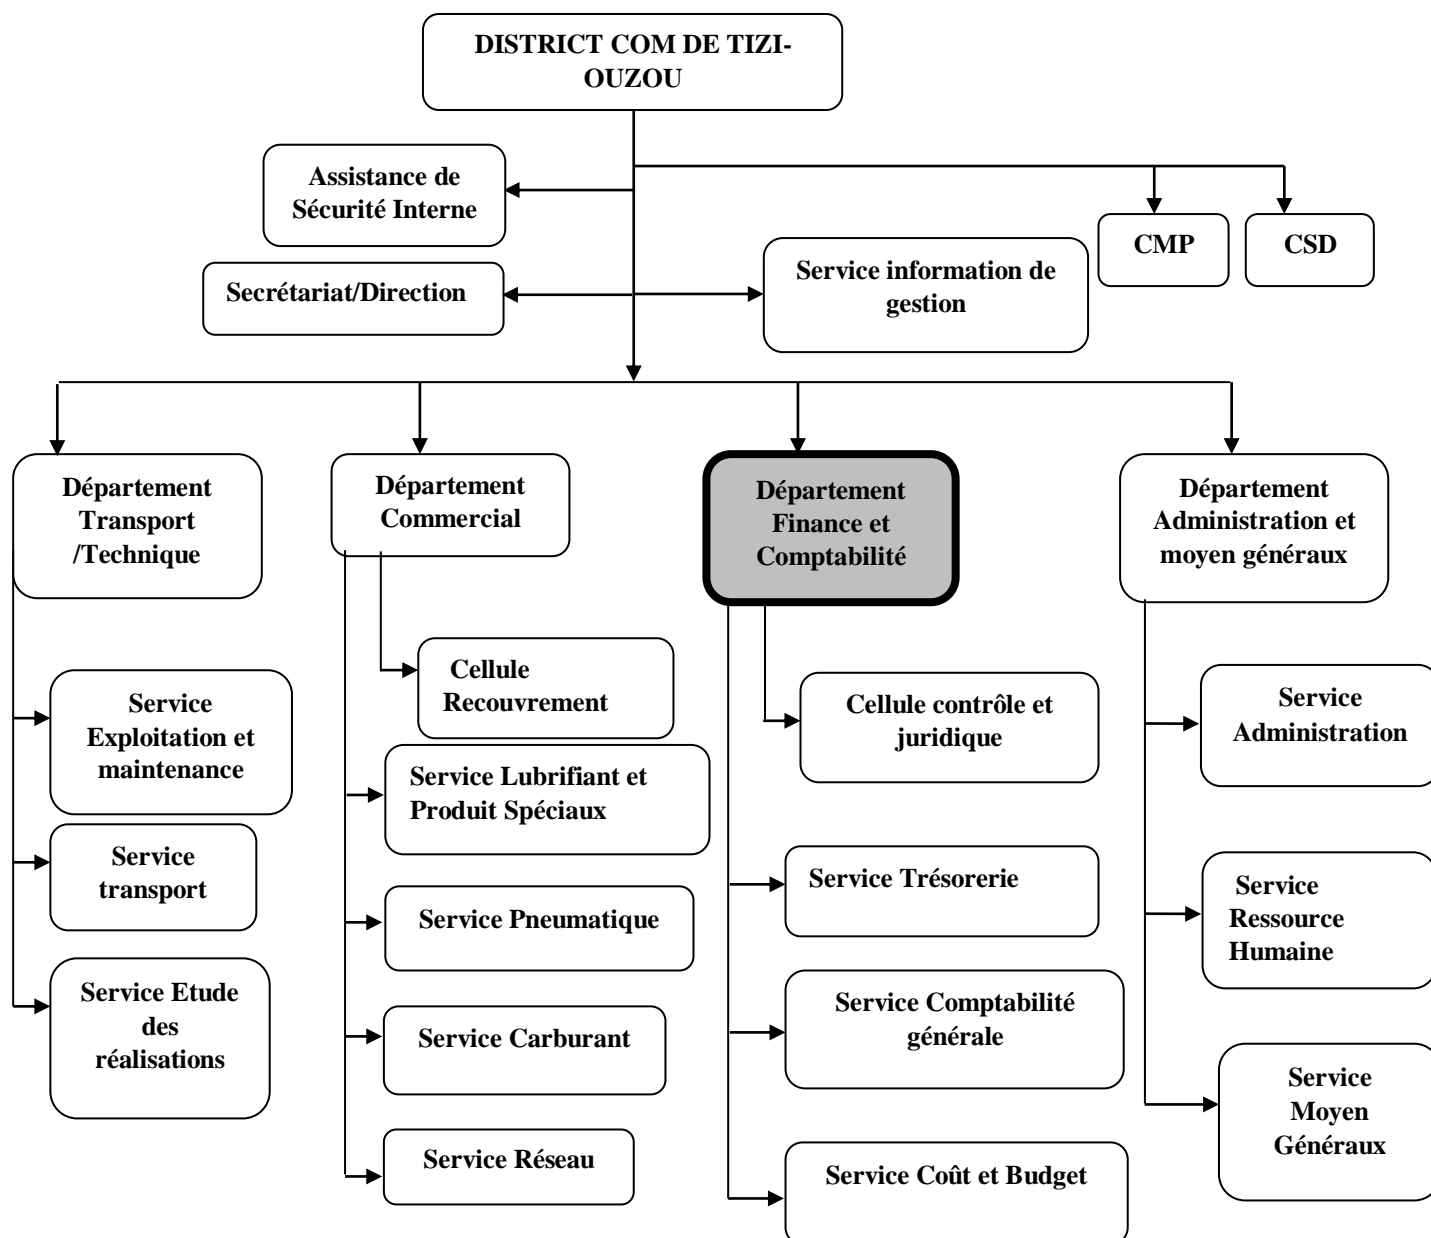 DISTRICT COM DE TIZI-
OUZOU
Assistance de
Sécurité Interne
CMP
CSD
Secrétariat/Direction
Service information de
gestion
Département
Transport
/Technique
Département
Commercial
Département
Finance et
Comptabilité
Département
Administration et
moyen généraux
Service
Exploitation et
maintenance
Service
transport
Service Etude
des
réalisations
Cellule
Recouvrement
Service Lubrifiant et
Produit Spéciaux
Service Pneumatique
Service Carburant
Service Réseau
Cellule contrôle et
juridique
Service Trésorerie
Service Comptabilité
générale
Service Coût et Budget
Service
Administration
Service
Ressource
Humaine
Service
Moyen
Généraux